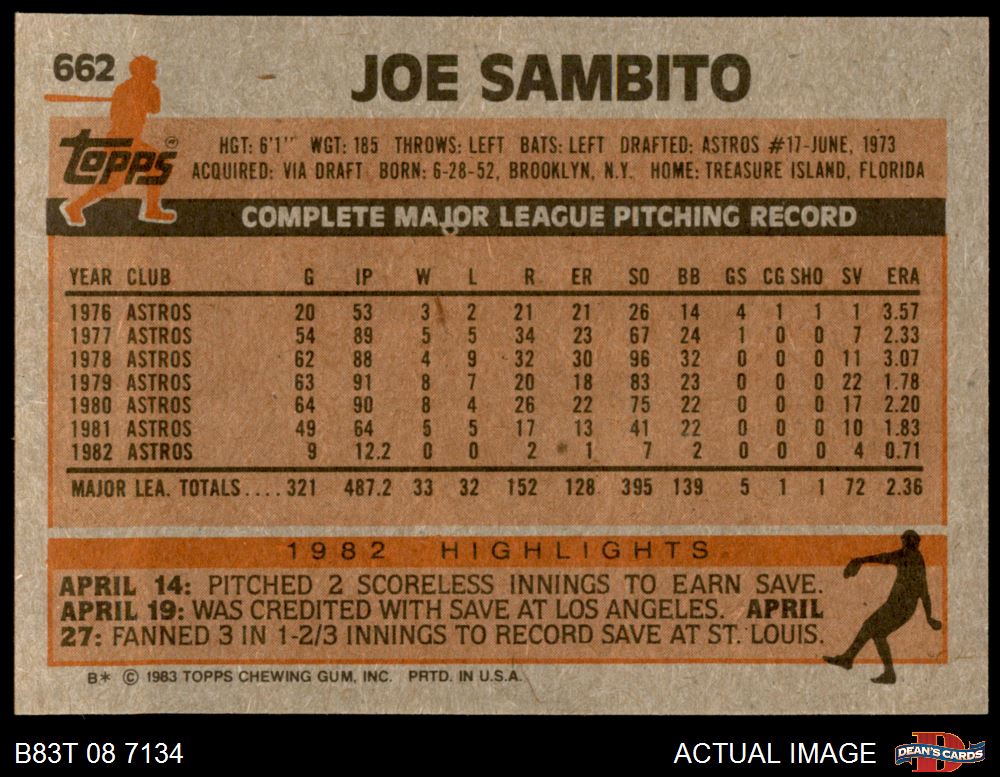 662
JOE SAMBITO
topps®
HGT: 6'1" WGT: 185 THROWS: LEFT BATS: LEFT DRAFTED: ASTROS #17-JUNE, 1973
ACQUIRED: VIA DRAFT BORN: 6-28-52, BROOKLYN, N.Y. HOME: TREASURE ISLAND, FLORIDA
COMPLETE MAJOR LEAGUE PITCHING RECORD
YEAR CLUB G IP W L R ER SO BB GS CG SHO SV ERA
1976 ASTROS 20 53 3 2 21 21 26 14 4 1 1 1 3.57
1977 ASTROS 54 89 5 5 34 23 67 24 1 0 0 7 2.33
1978 ASTROS 62 88 4 9 32 30 96 32 0 0 0 11 3.07
1979 ASTROS 63 91 8 7 20 18 83 23 0 0 0 22 1.78
1980 ASTROS 64 90 8 4 26 22 75 22 0 0 0 17 2.20
1981 ASTROS 49 64 5 5 17 13 41 22 0 0 0 10 1.83
1982 ASTROS 9 12.2 0 0 2 1 7 2 0 0 0 4 0.71
MAJOR LEA. TOTALS.... 321 487.2 33 32 152 128 395 139 5 1 1 72 2.36
1982 HIGHLIGHTS
APRIL 14: PITCHED 2 SCORELESS INNINGS TO EARN SAVE.
APRIL 19: WAS CREDITED WITH SAVE AT LOS ANGELES. APRIL
27: FANNED 3 IN 1-2/3 INNINGS TO RECORD SAVE AT ST. LOUIS.
B* © 1983 TOPPS CHEWING GUM, INC. PRTD. IN U.S.A.
B83T 08 7134
ACTUAL IMAGE
D
DEAN'S CARDS